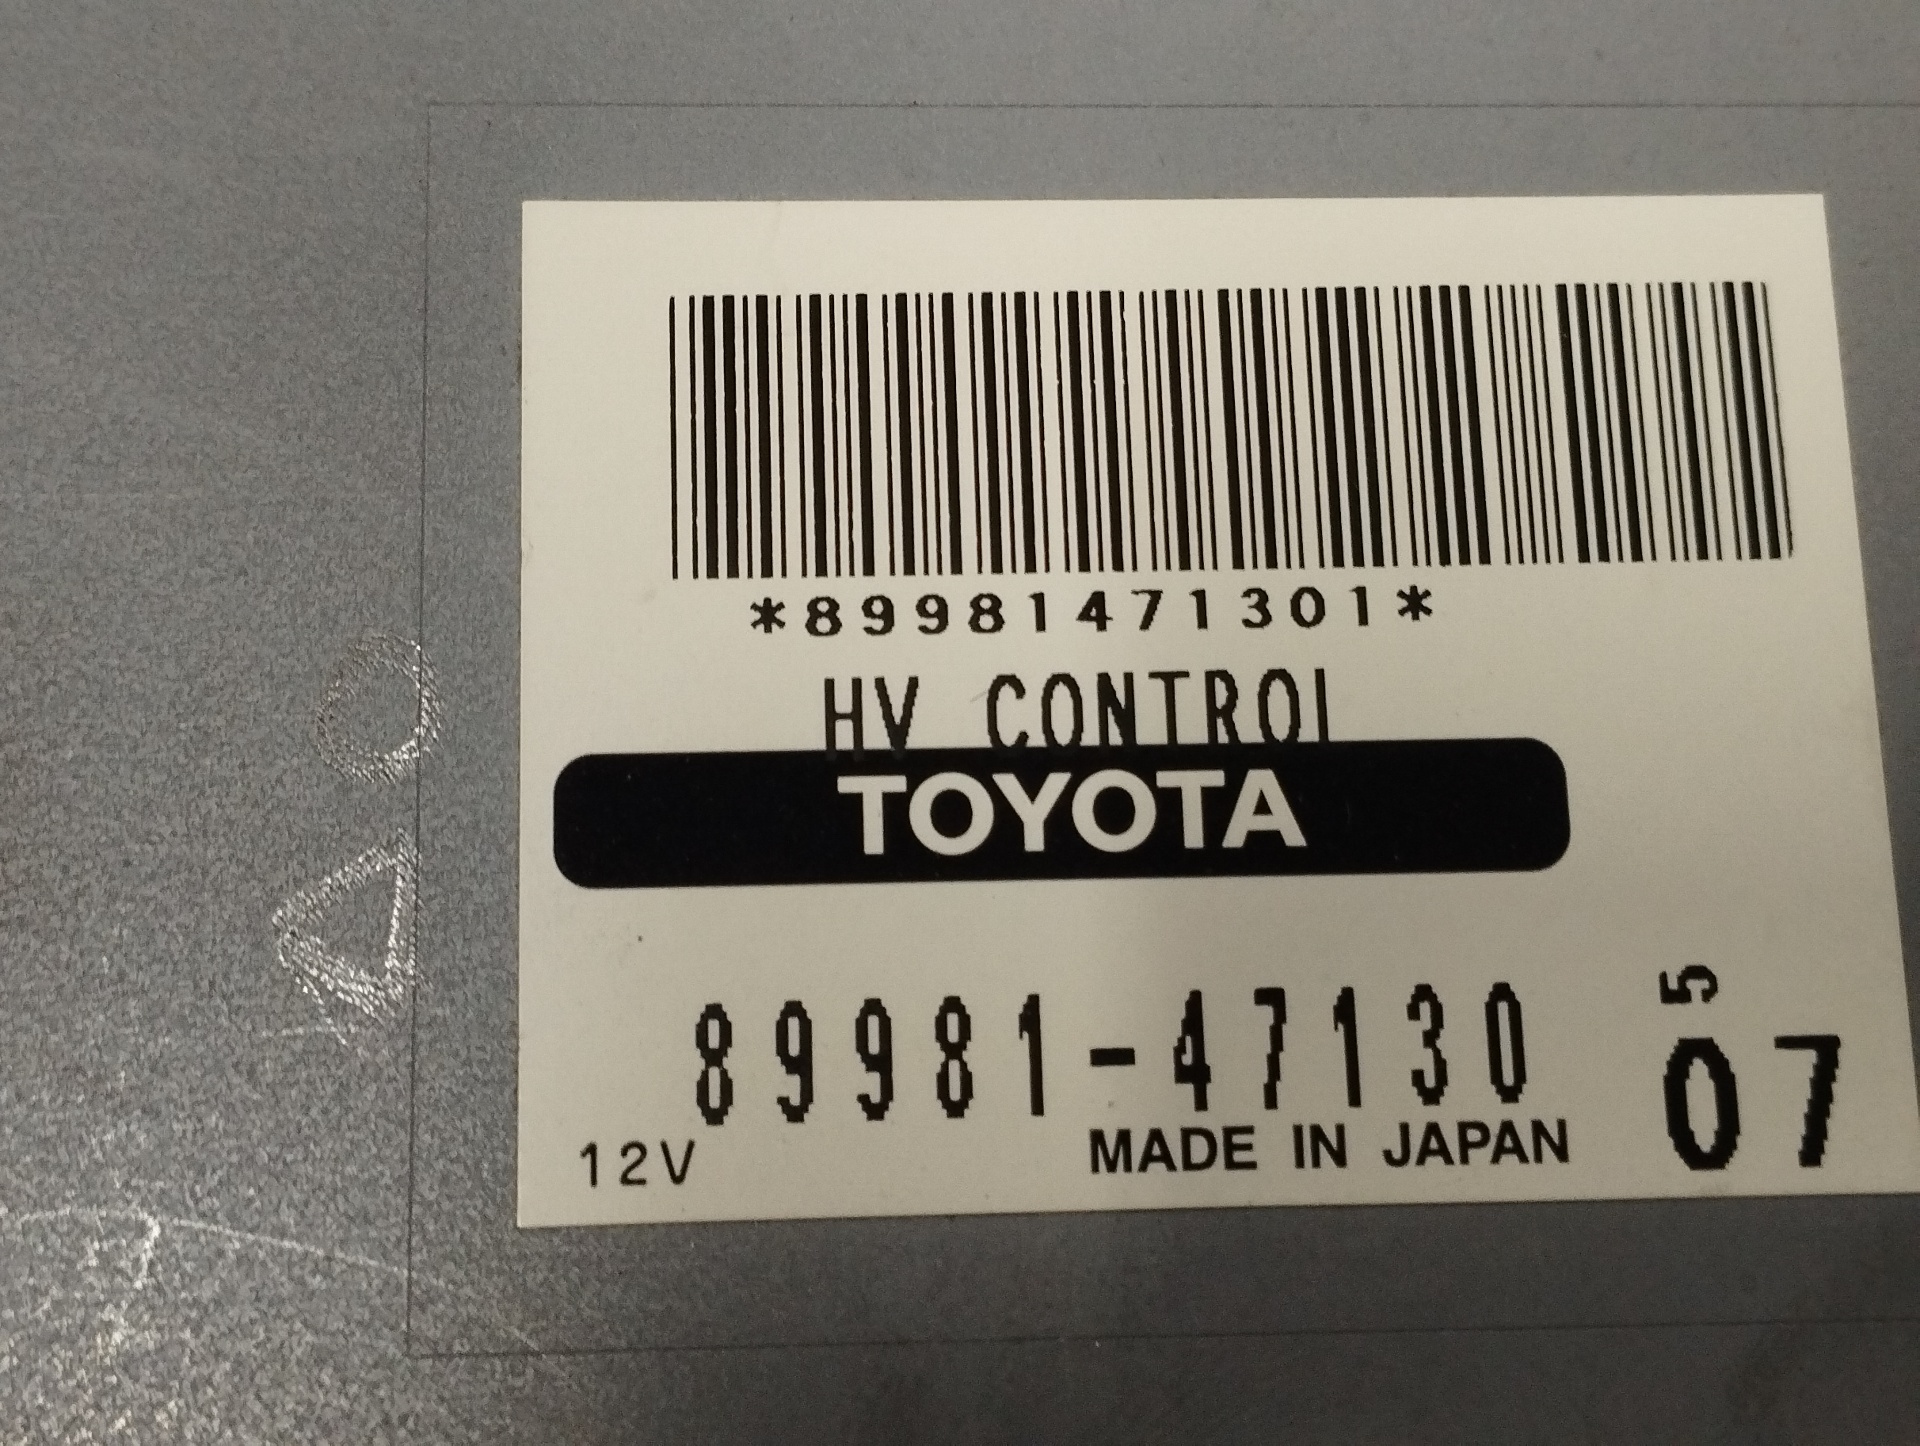 *89981471301*
HV CONTROL
TOYOTA
89981-47130
5
07
12V
MADE IN JAPAN